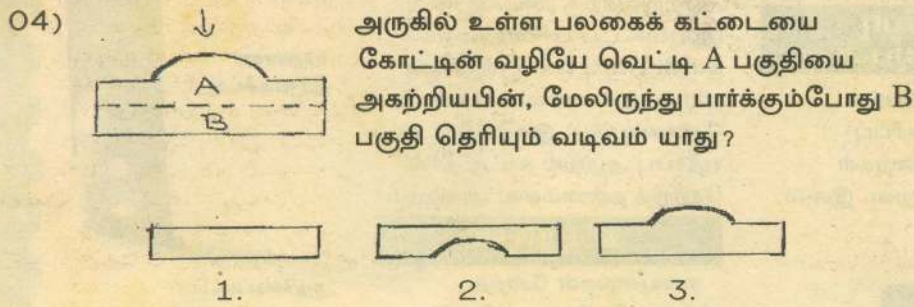 04)
அருகில் உள்ள பலகைக் கட்டையை
கோட்டின் வழியே வெட்டி A பகுதியை
அகற்றியபின், மேலிருந்து பார்க்கும்போது B
பகுதி தெரியும் வடிவம் யாது?
A
B
1. 2. 3.